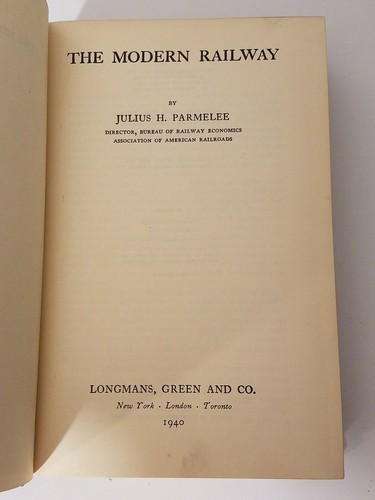 THE MODERN RAILWAY
BY
JULIUS H. PARMELEE
DIRECTOR, BUREAU OF RAILWAY ECONOMICS
ASSOCIATION OF AMERICAN RAILROADS
LONGMANS, GREEN AND CO.
New York · London · Toronto
1940